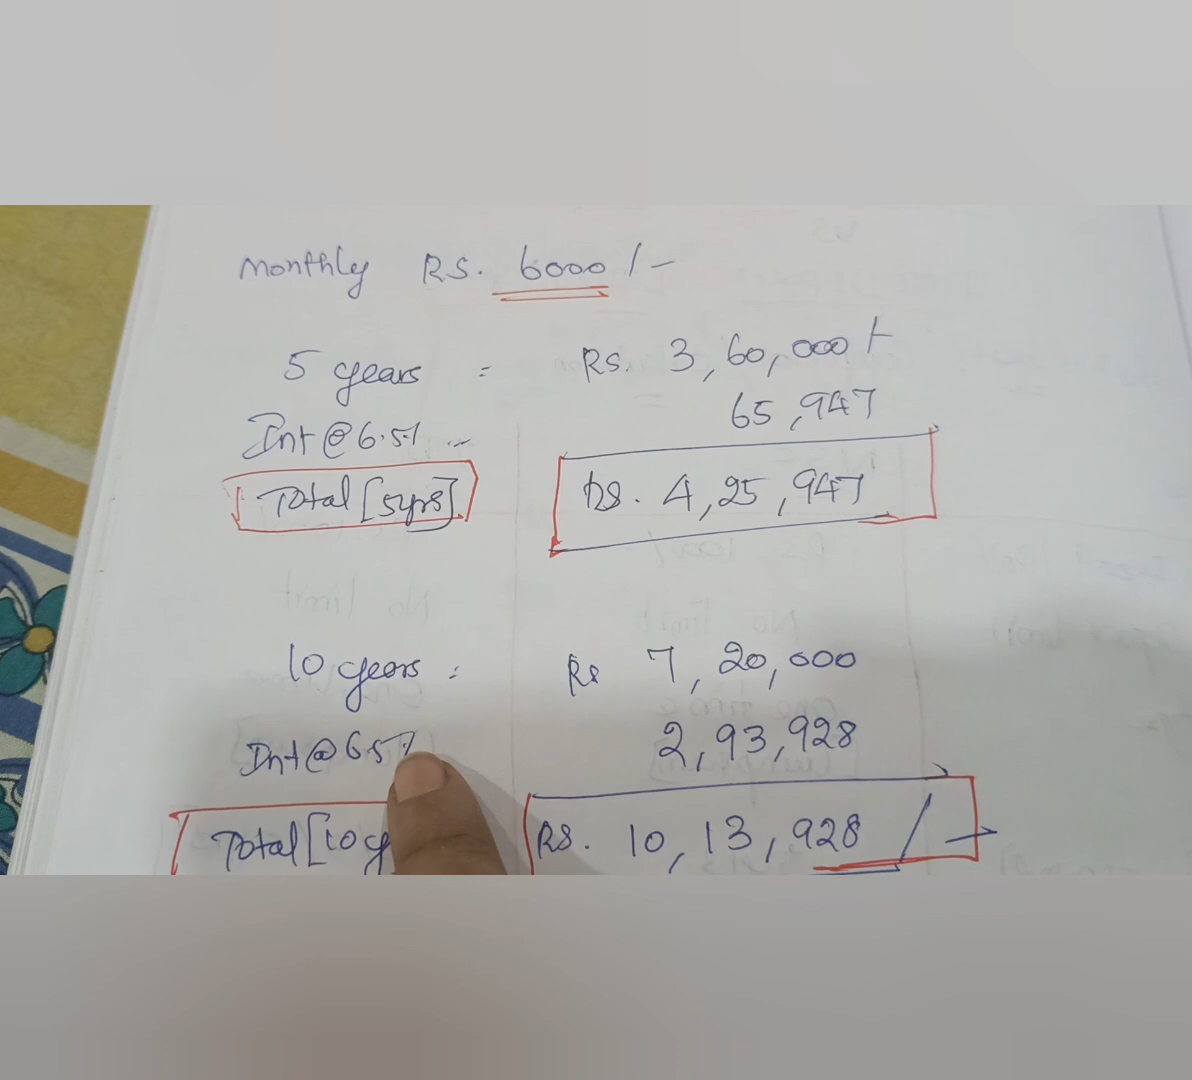 Monthly RS. 6000/-
5 years = RS. 3,60,000/-
Int@6.5% ... 65,947
Total [5yrs] RS. 4,25,947
10 years : Rs 7,20,000
Int@6.5% 2,93,928
Total [10y RS. 10,13,928/-